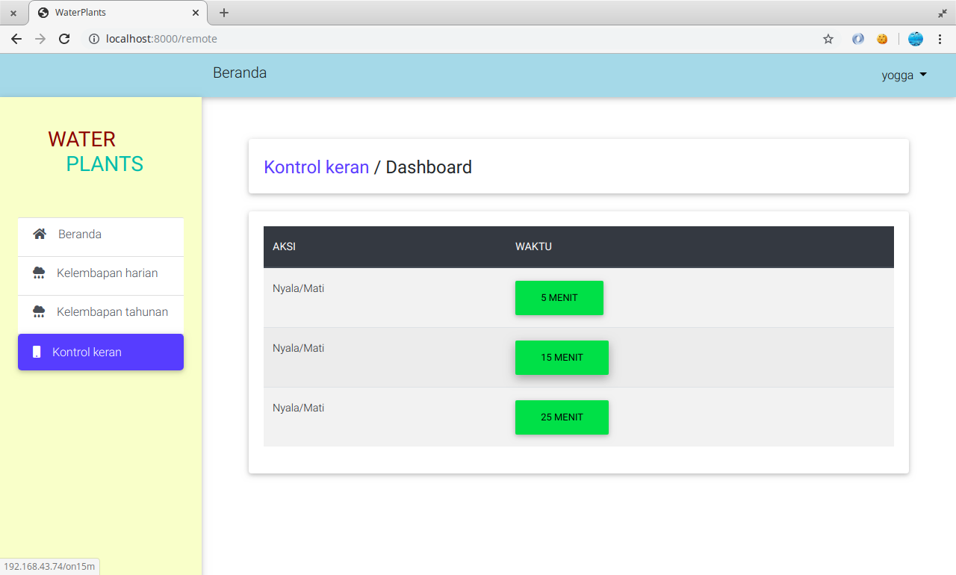 WaterPlants
localhost:8000/remote
Beranda
yogga
WATER
PLANTS
Beranda
Kelembapan harian
Kelembapan tahunan
Kontrol keran
Kontrol keran / Dashboard
AKSI WAKTU
Nyala/Mati 5 MENIT
Nyala/Mati 15 MENIT
Nyala/Mati 25 MENIT
192.168.43.74/on15m